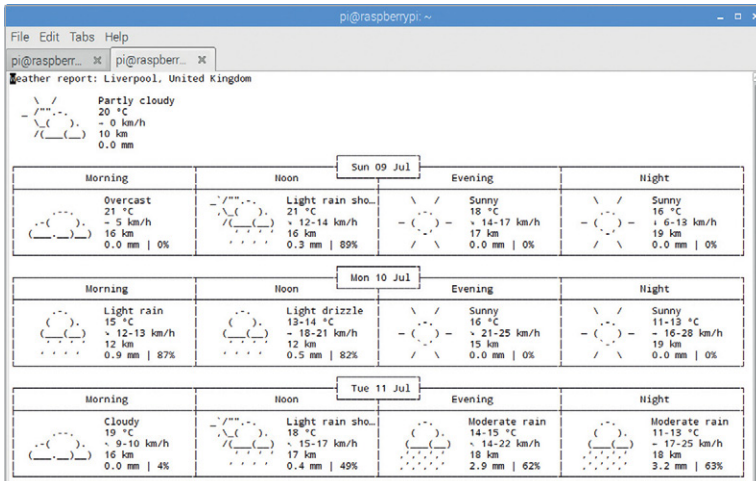 pi@raspberrypi: ~
File Edit Tabs Help
pi@raspberr... pi@raspberr...
Weather report: Liverpool, United Kingdom
Partly cloudy
20 °C
→ 0 km/h
10 km
0.0 mm
Sun 09 Jul
Morning Noon Evening Night
Overcast Light rain sho… Sunny Sunny
21 °C 21 °C 18 °C 16 °C
→ 5 km/h ↘ 12-14 km/h ↘ 14-17 km/h ↓ 6-13 km/h
16 km 16 km 17 km 19 km
0.0 mm | 0% 0.3 mm | 89% 0.0 mm | 0% 0.0 mm | 0%
Mon 10 Jul
Morning Noon Evening Night
Light rain Light drizzle Sunny Sunny
15 °C 13-14 °C 16 °C 11-13 °C
↘ 12-13 km/h → 18-21 km/h ↘ 21-25 km/h → 16-28 km/h
12 km 12 km 15 km 19 km
0.9 mm | 87% 0.5 mm | 82% 0.0 mm | 0% 0.0 mm | 0%
Tue 11 Jul
Morning Noon Evening Night
Cloudy Light rain sho… Moderate rain Moderate rain
19 °C 18 °C 14-15 °C 11-13 °C
↖ 9-10 km/h ↖ 15-17 km/h ↖ 14-22 km/h ← 17-25 km/h
16 km 17 km 18 km 18 km
0.0 mm | 4% 0.4 mm | 49% 2.9 mm | 62% 3.2 mm | 63%